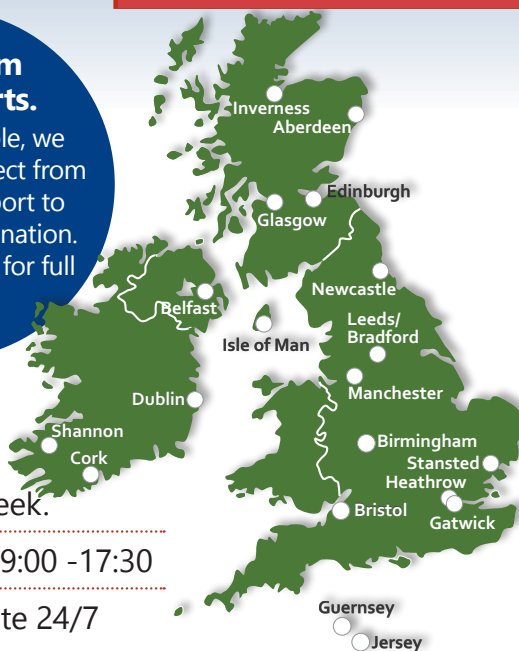 m
rts.
ble, we
ect from
port to
nation.
for full
Inverness
Aberdeen
Edinburgh
Glasgow
Newcastle
Belfast
Isle of Man
Leeds/
Bradford
Manchester
Dublin
Shannon
Cork
Birmingham
Stansted
Heathrow
Gatwick
Bristol
eek.
9:00 -17:30
te 24/7
Guernsey
Jersey